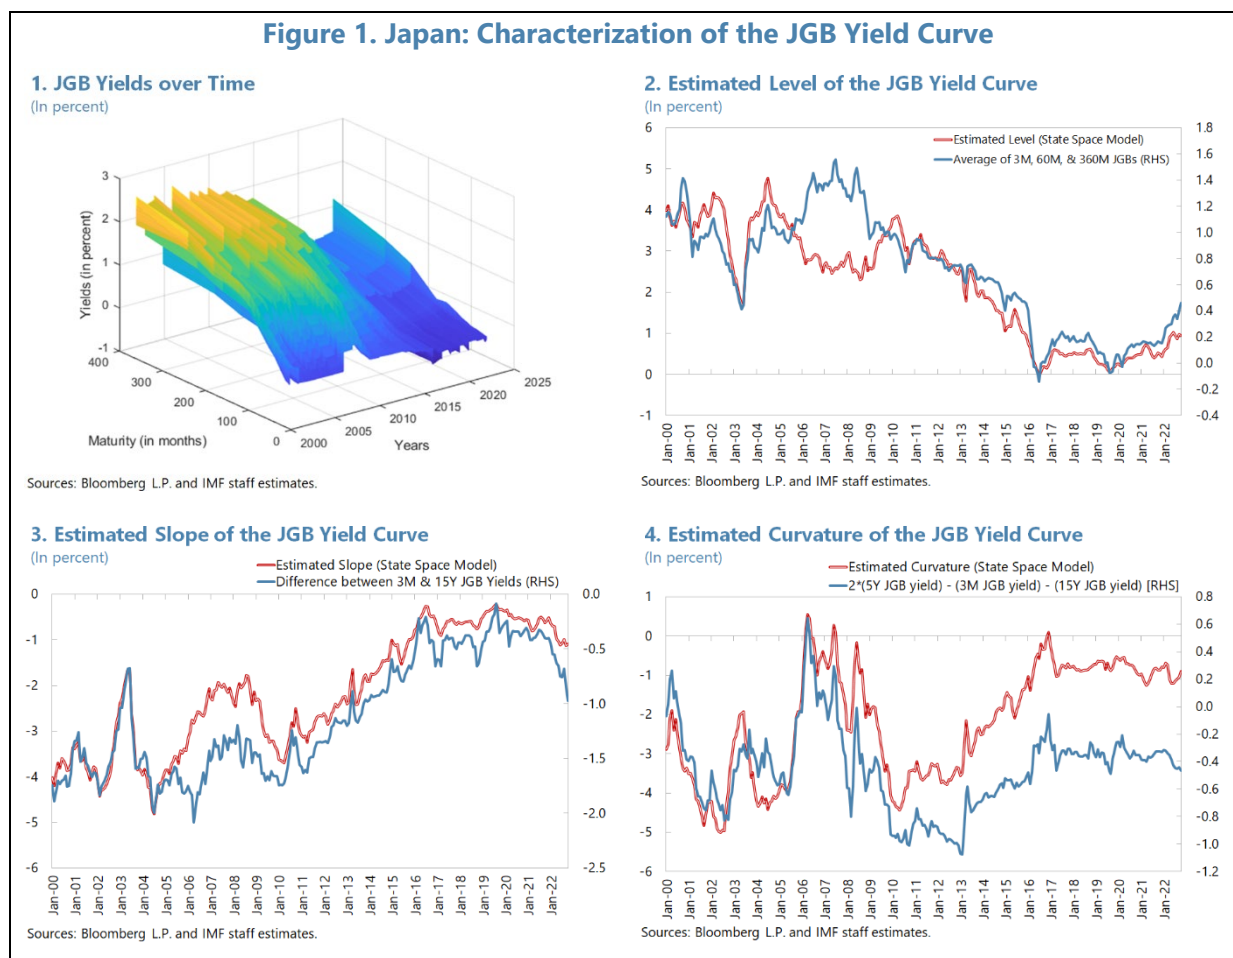 Figure 1. Japan: Characterization of the JGB Yield Curve
1. JGB Yields over Time
(In percent)
Yields (in percent)
3
2
1
0
-1
400
300
200
100
0
Maturity (in months)
2000
2005
2010
2015
2020
2025
Years
Sources: Bloomberg L.P. and IMF staff estimates.
2. Estimated Level of the JGB Yield Curve
(In percent)
Estimated Level (State Space Model)
Average of 3M, 60M, & 360M JGBs (RHS)
6
5
4
3
2
1
0
-1
1.8
1.6
1.4
1.2
1.0
0.8
0.6
0.4
0.2
0.0
-0.2
-0.4
Jan-00
Jan-01
Jan-02
Jan-03
Jan-04
Jan-05
Jan-06
Jan-07
Jan-08
Jan-09
Jan-10
Jan-11
Jan-12
Jan-13
Jan-14
Jan-15
Jan-16
Jan-17
Jan-18
Jan-19
Jan-20
Jan-21
Jan-22
Sources: Bloomberg L.P. and IMF staff estimates.
3. Estimated Slope of the JGB Yield Curve
(In percent)
Estimated Slope (State Space Model)
Difference between 3M & 15Y JGB Yields (RHS)
0
-1
-2
-3
-4
-5
-6
0.0
-0.5
-1.0
-1.5
-2.0
-2.5
Jan-00
Jan-01
Jan-02
Jan-03
Jan-04
Jan-05
Jan-06
Jan-07
Jan-08
Jan-09
Jan-10
Jan-11
Jan-12
Jan-13
Jan-14
Jan-15
Jan-16
Jan-17
Jan-18
Jan-19
Jan-20
Jan-21
Jan-22
Sources: Bloomberg L.P. and IMF staff estimates.
4. Estimated Curvature of the JGB Yield Curve
(In percent)
Estimated Curvature (State Space Model)
2*(5Y JGB yield) - (3M JGB yield) - (15Y JGB yield) [RHS]
1
0
-1
-2
-3
-4
-5
-6
0.8
0.6
0.4
0.2
0.0
-0.2
-0.4
-0.6
-0.8
-1.0
-1.2
Jan-00
Jan-01
Jan-02
Jan-03
Jan-04
Jan-05
Jan-06
Jan-07
Jan-08
Jan-09
Jan-10
Jan-11
Jan-12
Jan-13
Jan-14
Jan-15
Jan-16
Jan-17
Jan-18
Jan-19
Jan-20
Jan-21
Jan-22
Sources: Bloomberg L.P. and IMF staff estimates.